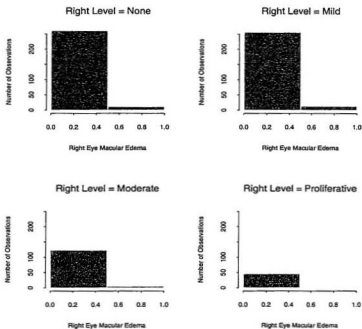 Right Level = None
Right Level = Mild
Number of Observations
0 50 200
0.0 0.2 0.4 0.6 0.8 1.0
Right Eye Macular Edema
Number of Observations
0 50 200
0.0 0.2 0.4 0.6 0.8 1.0
Right Eye Macular Edema
Right Level = Moderate
Right Level = Proliferative
Number of Observations
0 50 200
0.0 0.2 0.4 0.6 0.8 1.0
Right Eye Macular Edema
Number of Observations
0 50 100 200
0.0 0.2 0.4 0.6 0.8 1.0
Right Eye Macular Edema